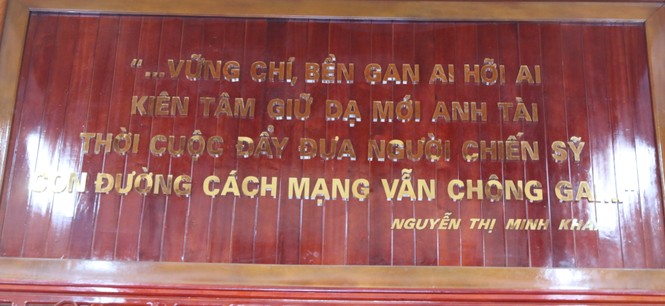 "...VỮNG CHÍ, BỀN GAN AI HỠI AI
KIÊN TÂM GIỮ DẠ MỚI ANH TÀI
THỜI CUỘC ĐẨY ĐƯA NGƯỜI CHIẾN SỸ
CON ĐƯỜNG CÁCH MẠNG VẪN CHÔNG GAI..."
NGUYỄN THỊ MINH KHAI